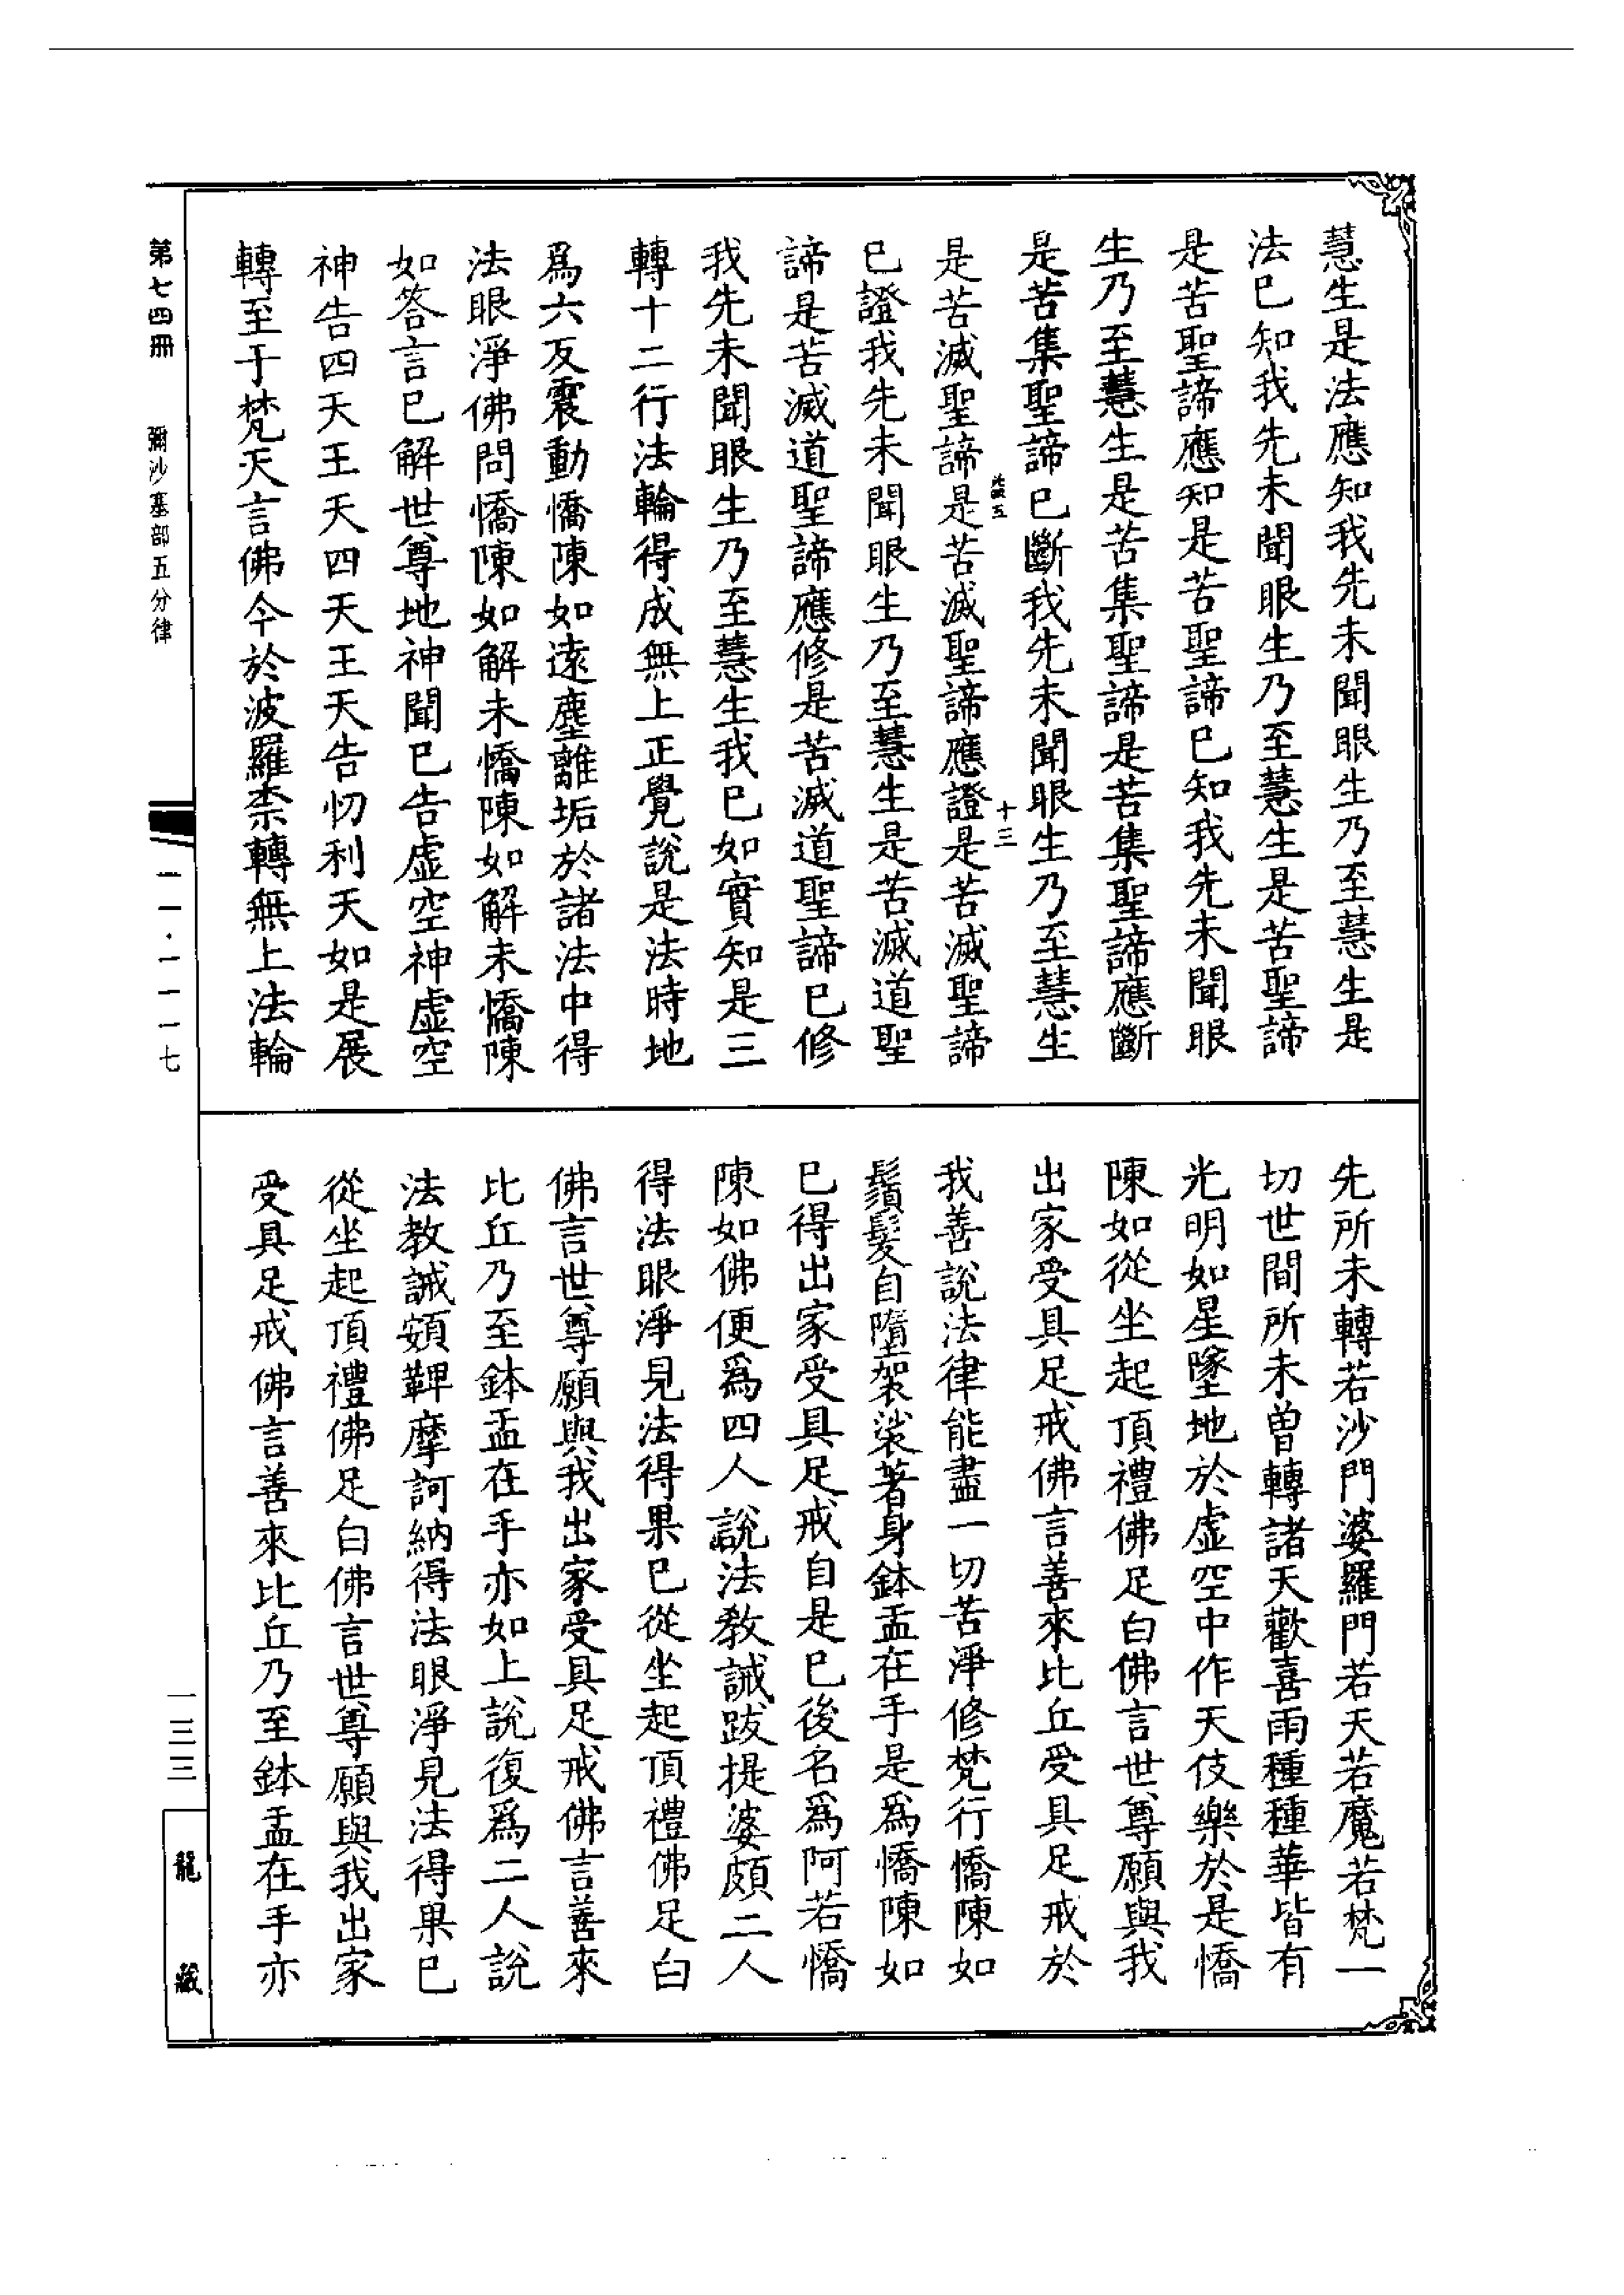 慧生是法應知我先未聞眼生乃至慧生是
法已知我先未聞眼生乃至慧生是苦聖諦
是苦聖諦應知是苦聖諦已知我先未聞眼
生乃至慧生是苦集聖諦是苦集聖諦應斷
是苦集聖諦已斷我先未聞眼生乃至慧生
十三
是苦滅聖諦是苦滅聖諦應證是苦滅聖諦
已證我先未聞眼生乃至慧生是苦滅道聖
諦是苦滅道聖諦應修是苦滅道聖諦已修
我先未聞眼生乃至慧生我已如實知是三
轉十二行法輪得成無上正覺說是法時地
爲六反震動憍陳如遠塵離垢於諸法中得
法眼淨佛問憍陳如解未憍陳如解未憍陳
如答言已解世尊地神聞已告虛空神虛空
神告四天王天四天王天告忉利天如是展
轉至于梵天言佛今於波羅柰轉無上法輪
先所未轉若沙門婆羅門若天若魔若梵一
切世間所未曾轉諸天歡喜雨種種華皆有
光明如星墜地於虛空中作天伎樂於是憍
陳如從坐起頂禮佛足白佛言世尊願與我
出家受具足戒佛言善來比丘受具足戒於
我善說法律能盡一切苦淨修梵行憍陳如
鬚髮自墮袈裟著身鉢盂在手是爲憍陳如
已得出家受具足戒自是已後名爲阿若憍
陳如佛便爲四人說法教誡跋提婆頗二人
得法眼淨見法得果已從坐起頂禮佛足白
佛言世尊願與我出家受具足戒佛言善來
比丘乃至鉢盂在手亦如上說復爲二人說
法教誡頞鞞摩訶納得法眼淨見法得果已
從坐起頂禮佛足白佛言世尊願與我出家
受具足戒佛言善來比丘乃至鉢盂在手亦
第七四冊 彌沙塞部五分律
一一·一一一七
一三三
龍藏